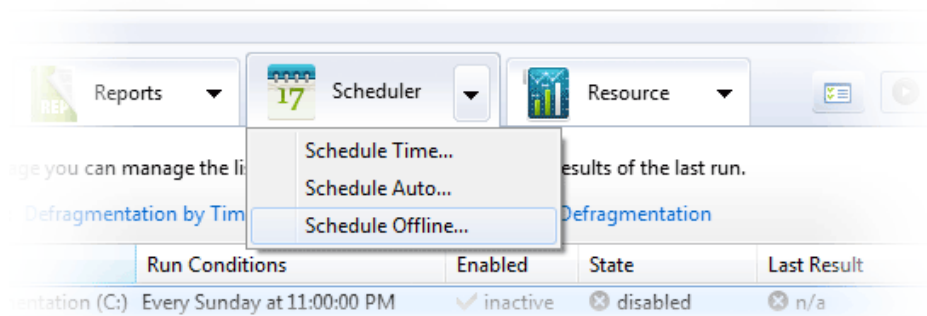 REP Reports
17 Scheduler
Resource
Schedule Time...
Schedule Auto...
Schedule Offline...
age you can manage the li
esults of the last run.
Defragmentation by Tim
Defragmentation
Run Conditions Enabled State Last Result
entation (C:) Every Sunday at 11:00:00 PM inactive disabled n/a